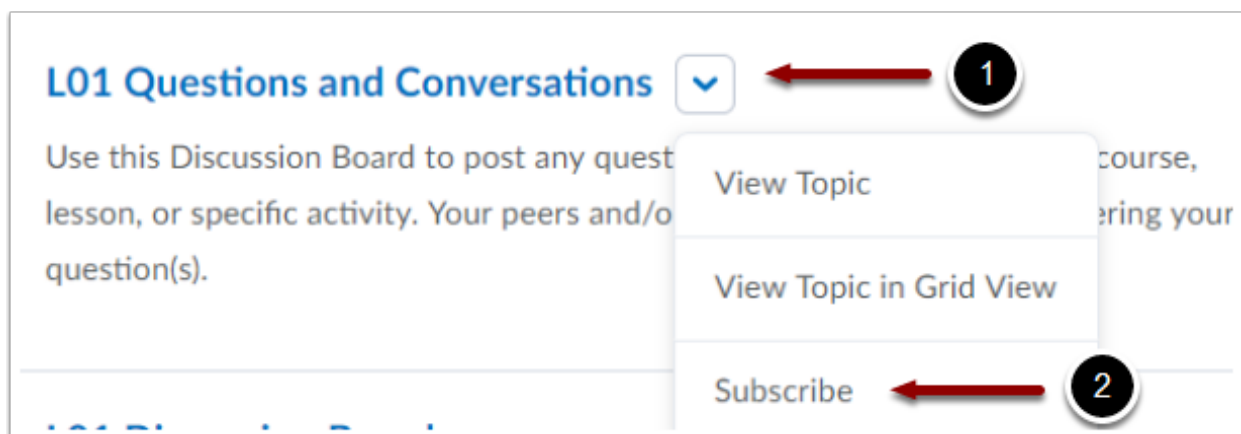 L01 Questions and Conversations
1
Use this Discussion Board to post any quest
course,
View Topic
lesson, or specific activity. Your peers and/o
ering your
question(s).
View Topic in Grid View
Subscribe
2